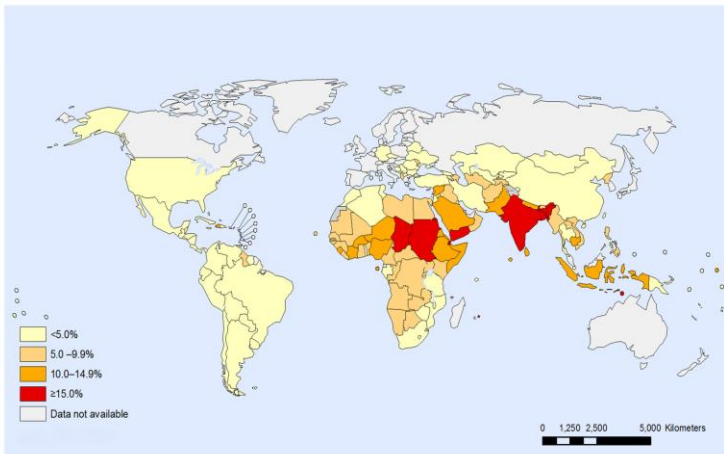 <5.0%
5.0 –9.9%
10.0–14.9%
≥15.0%
Data not available
0 1,250 2,500 5,000 Kilometers